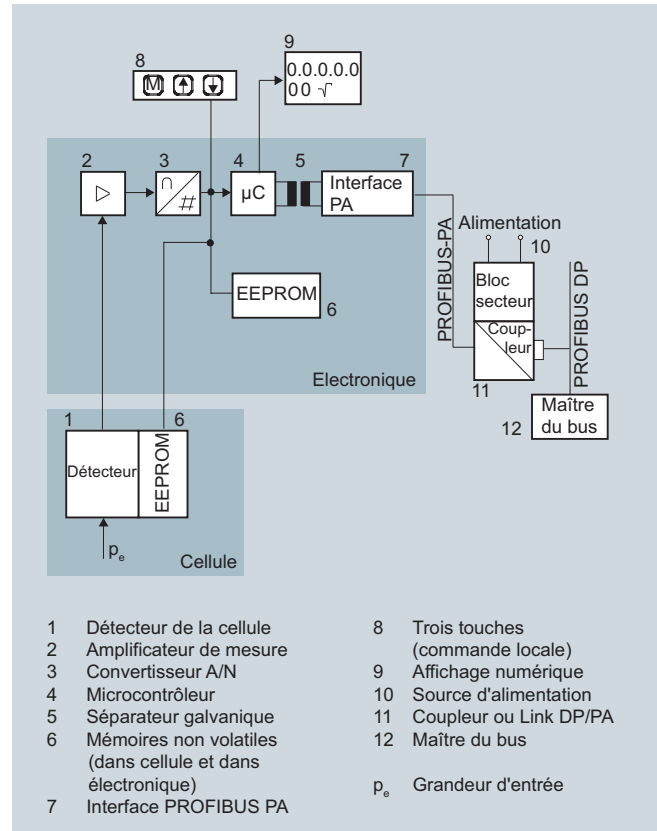 8
9
M
0.0.0.0.0
00 √
2
3
4
5
7
µC
Interface
PA
EEPROM
6
PROFIBUS-PA
Alimentation
10
Bloc
secteur
Coup-
leur
PROFIBUS DP
11
Electronique
Maître
du bus
12
1
6
Détecteur
EEPROM
pe
Cellule
1 Détecteur de la cellule
2 Amplificateur de mesure
3 Convertisseur A/N
4 Microcontrôleur
5 Séparateur galvanique
6 Mémoires non volatiles
(dans cellule et dans
électronique)
7 Interface PROFIBUS PA
8 Trois touches
(commande locale)
9 Affichage numérique
10 Source d'alimentation
11 Coupleur ou Link DP/PA
12 Maître du bus
pe Grandeur d'entrée